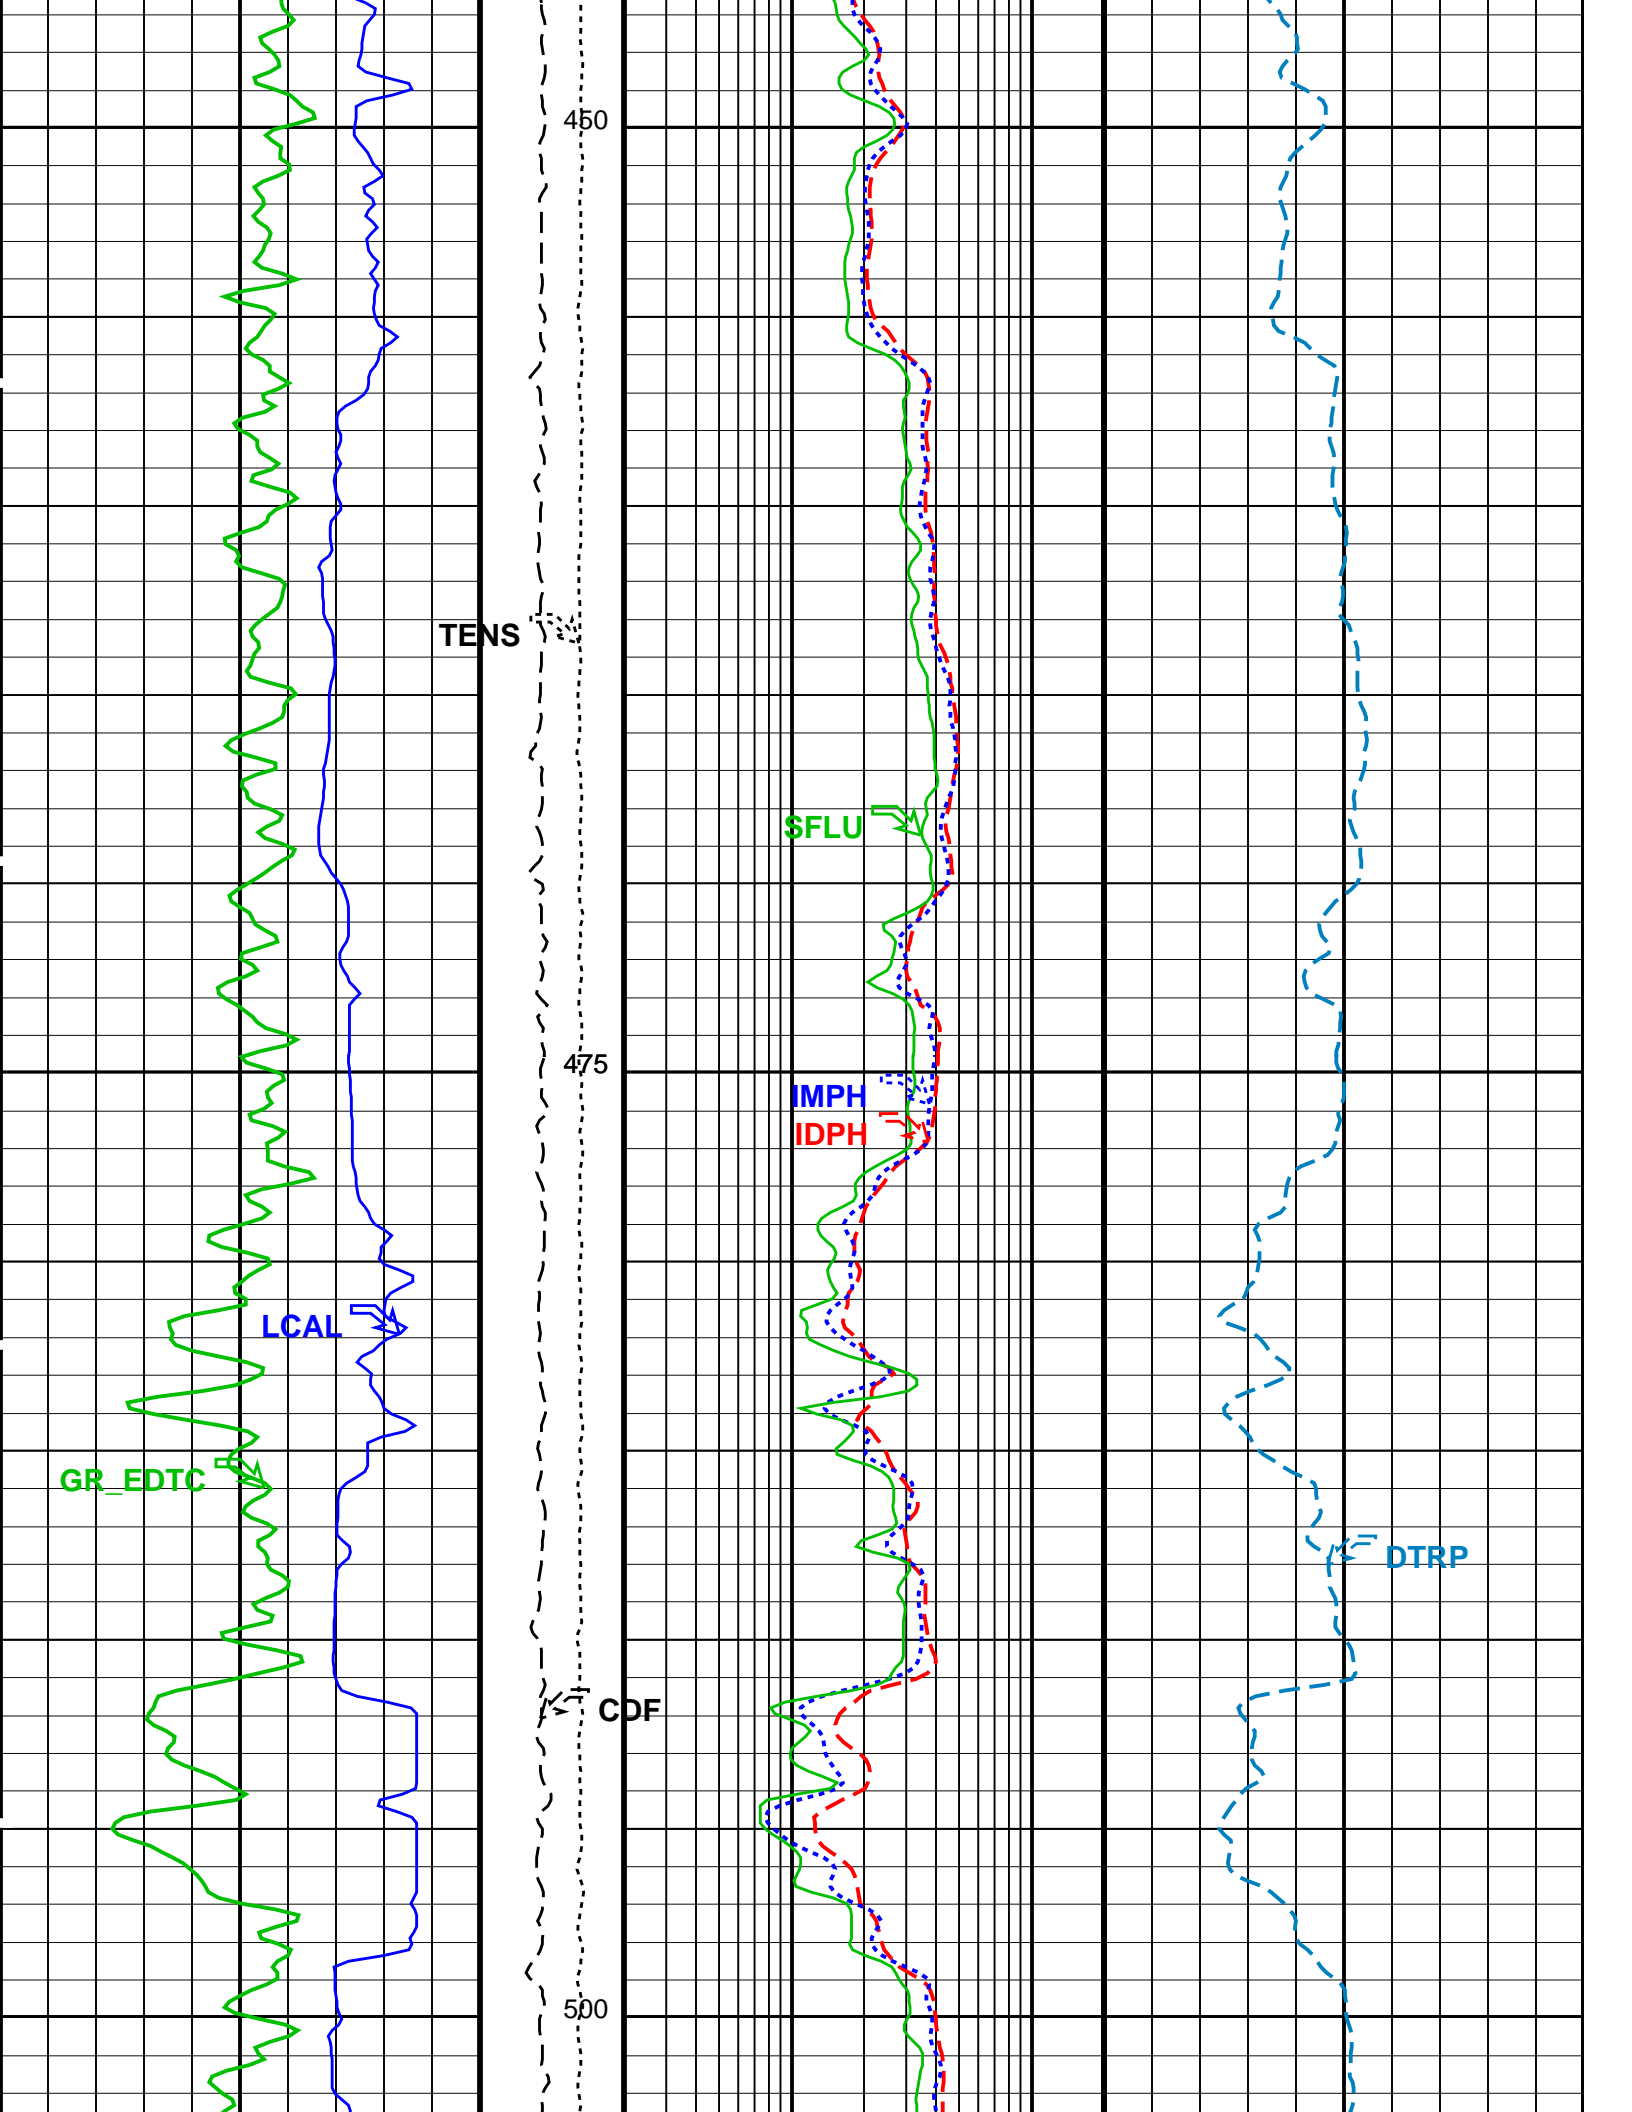 450
TENS
SFLU
475
IMPH
IDPH
LCAL
GR_EDTC
DTRP
CDF
500